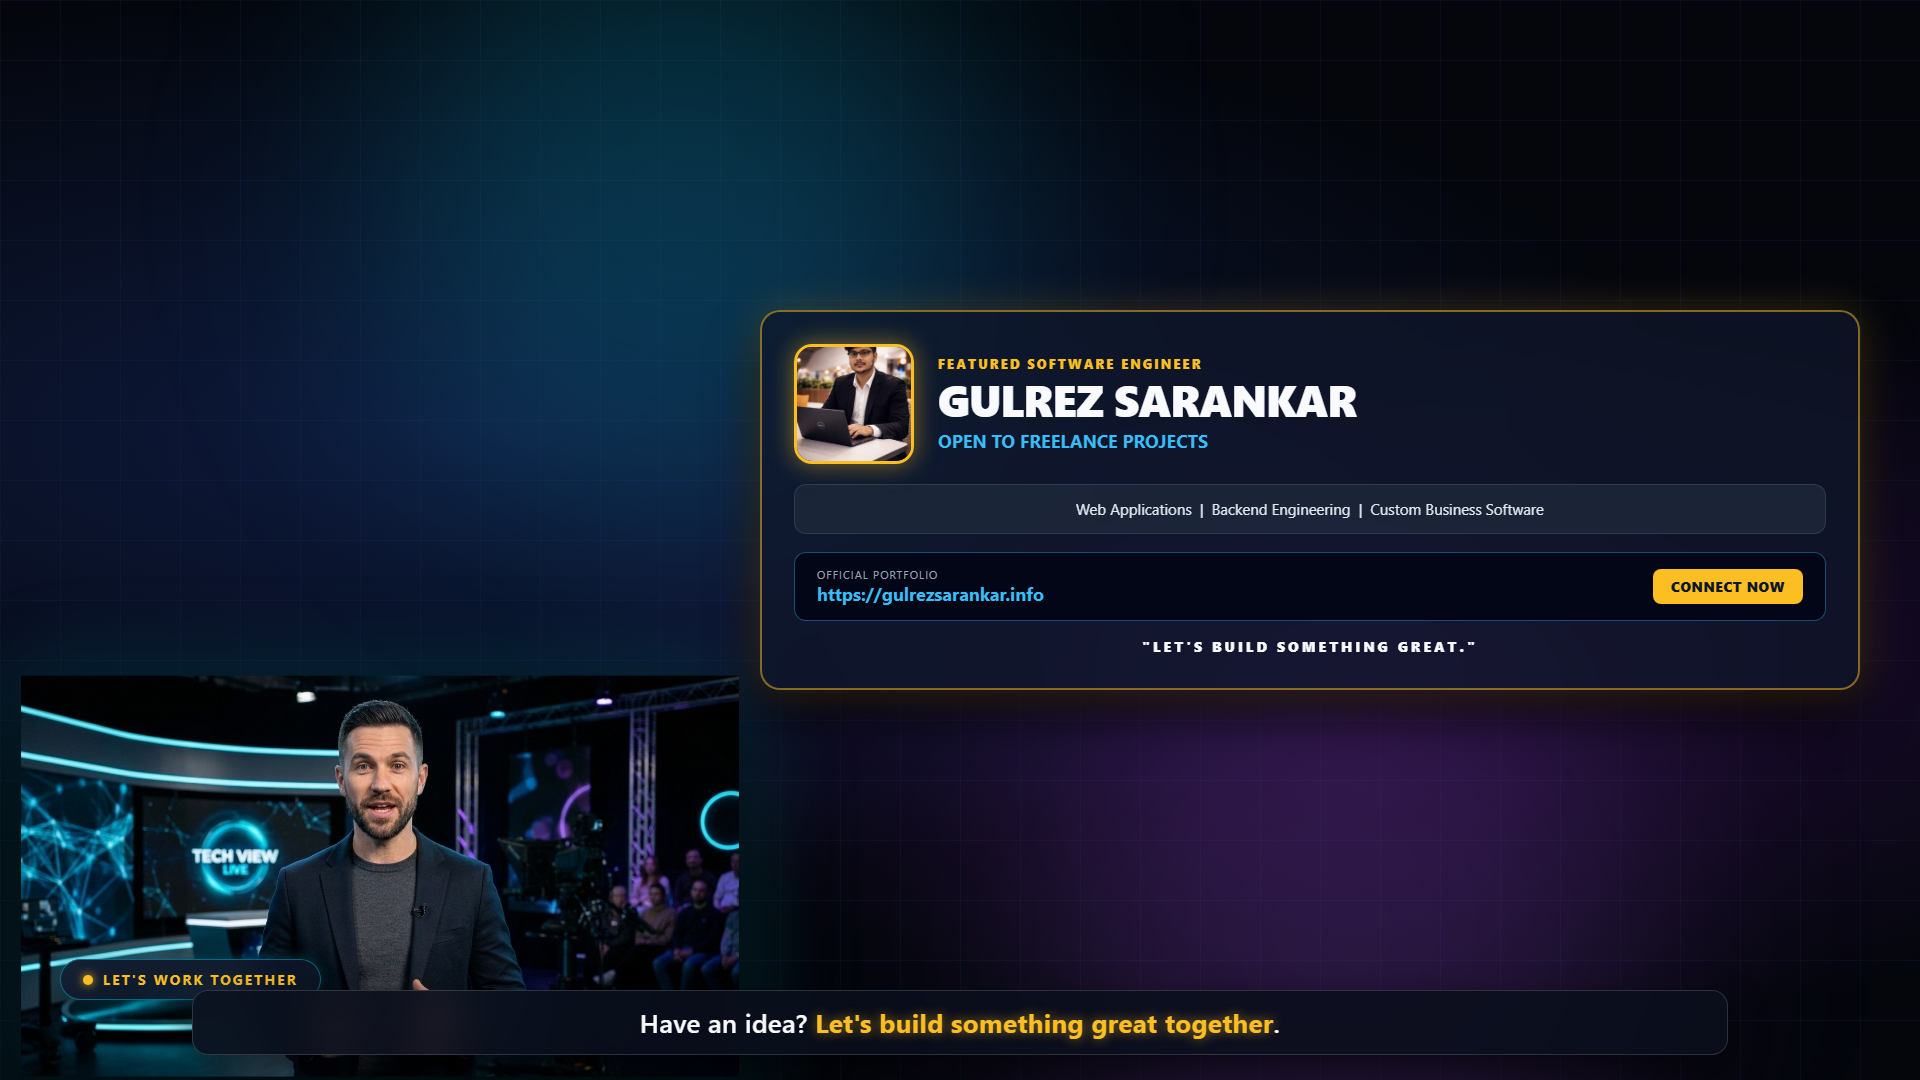 FEATURED SOFTWARE ENGINEER
GULREZ SARANKAR
OPEN TO FREELANCE PROJECTS
Web Applications | Backend Engineering | Custom Business Software
OFFICIAL PORTFOLIO
https://gulrezsarankar.info
CONNECT NOW
"LET'S BUILD SOMETHING GREAT."
TECH VIEW
LIVE
LET'S WORK TOGETHER
Have an idea? Let's build something great together.